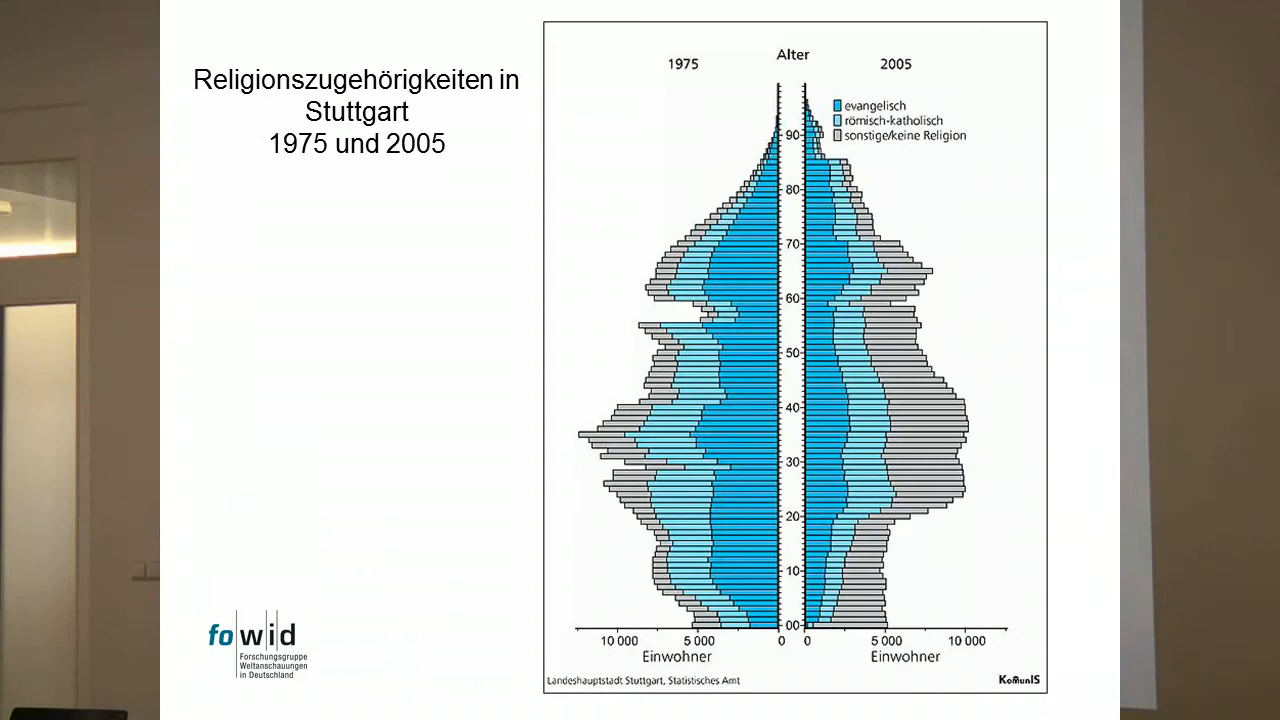 Religionszugehörigkeiten in
Stuttgart
1975 und 2005
Alter
1975
2005
evangelisch
römisch-katholisch
sonstige/keine Religion
90
80
70
60
50
40
30
20
10
00
10 000 5 000 0 0 5 000 10 000
Einwohner Einwohner
Landeshauptstadt Stuttgart, Statistisches Amt
KomunIS
fowid
Forschungsgruppe
Weltanschauungen
in Deutschland